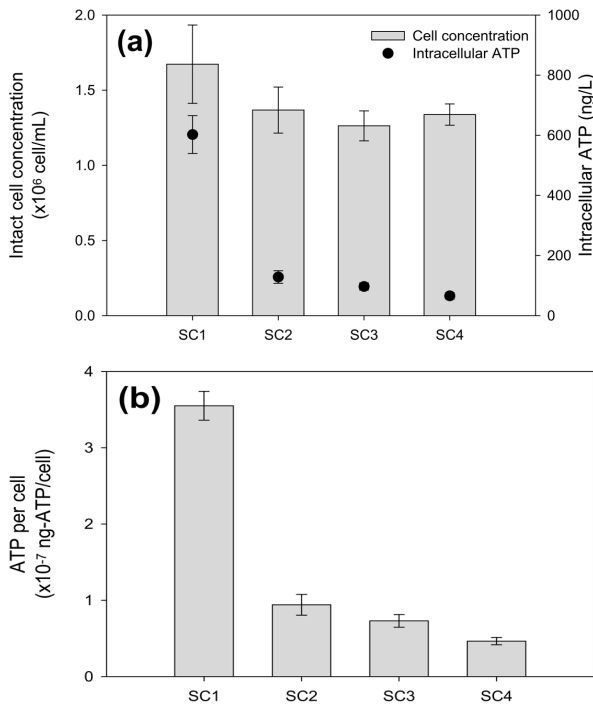 (a)
Cell concentration
Intracellular ATP
2.0
1.5
1.0
0.5
0.0
Intact cell concentration
(x10⁶ cell/mL)
1000
800
600
400
200
0
Intracellular ATP (ng/L)
SC1 SC2 SC3 SC4
(b)
4
3
2
1
0
ATP per cell
(x10⁻⁷ ng-ATP/cell)
SC1 SC2 SC3 SC4